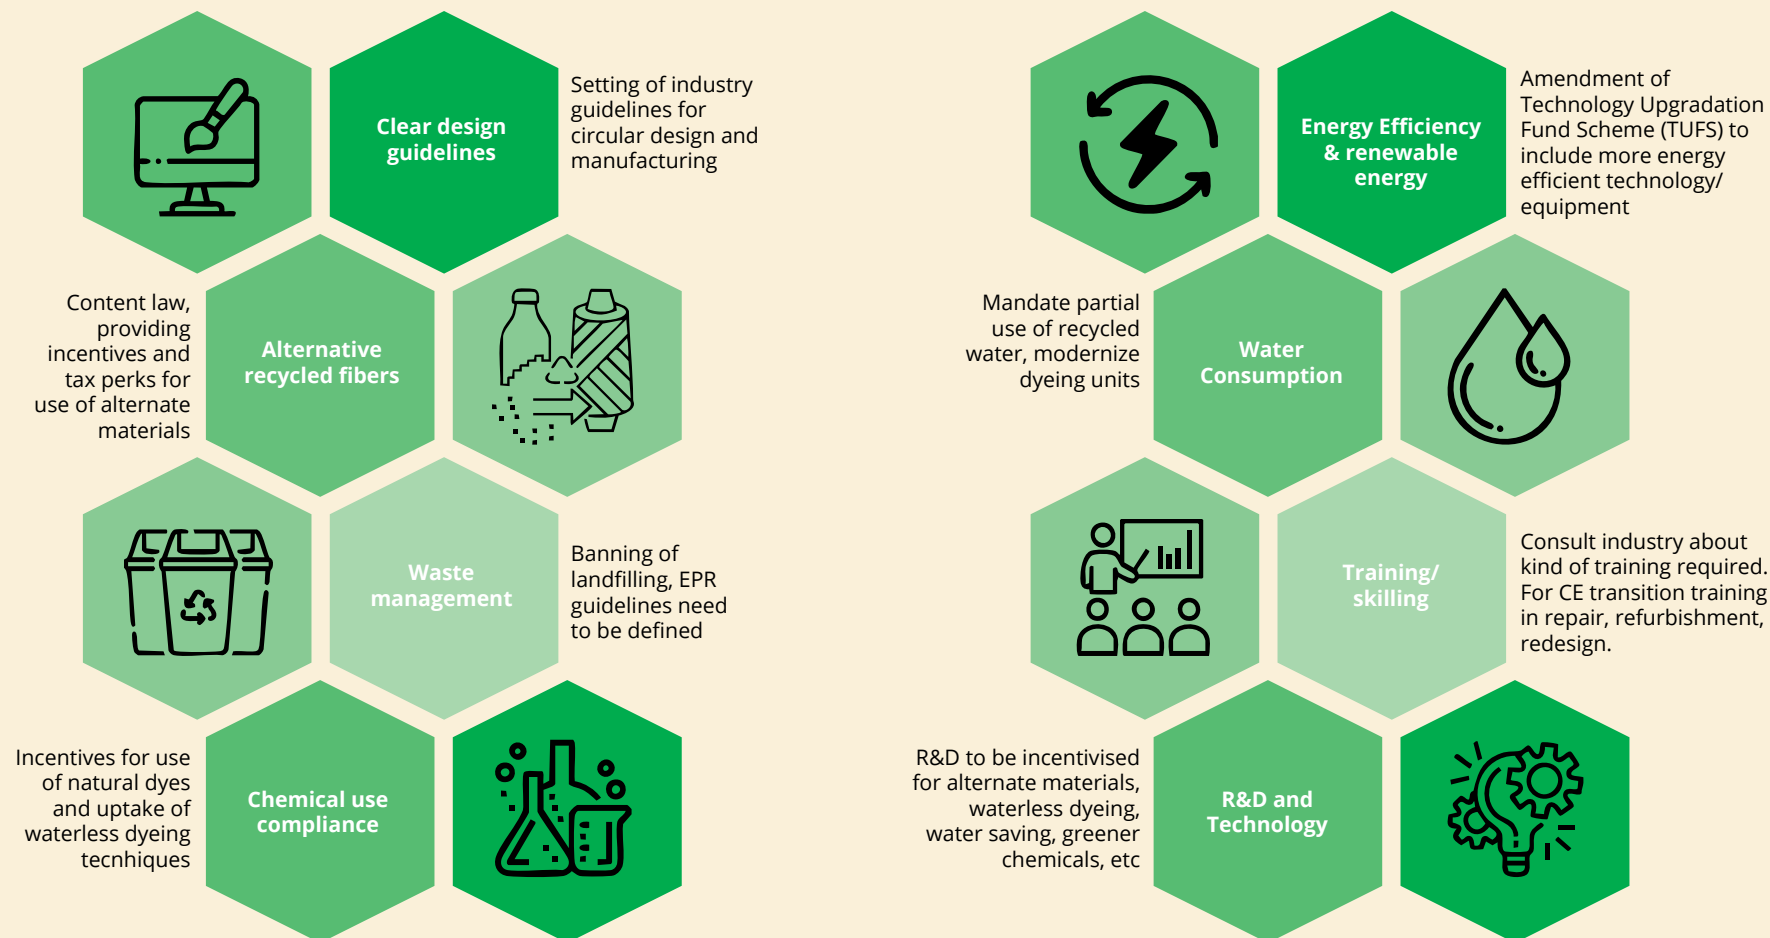 Clear design
guidelines
Setting of industry
guidelines for
circular design and
manufacturing
Content law,
providing
incentives and
tax perks for
use of alternate
materials
Alternative
recycled fibers
Waste
management
Banning of
landfilling, EPR
guidelines need
to be defined
Incentives for use
of natural dyes
and uptake of
waterless dyeing
tecnhiques
Chemical use
compliance
Energy Efficiency
& renewable
energy
Amendment of
Technology Upgradation
Fund Scheme (TUFS) to
include more energy
efficient technology/
equipment
Mandate partial
use of recycled
water, modernize
dyeing units
Water
Consumption
Training/
skilling
Consult industry about
kind of training required.
For CE transition training
in repair, refurbishment,
redesign.
R&D to be incentivised
for alternate materials,
waterless dyeing,
water saving, greener
chemicals, etc
R&D and
Technology